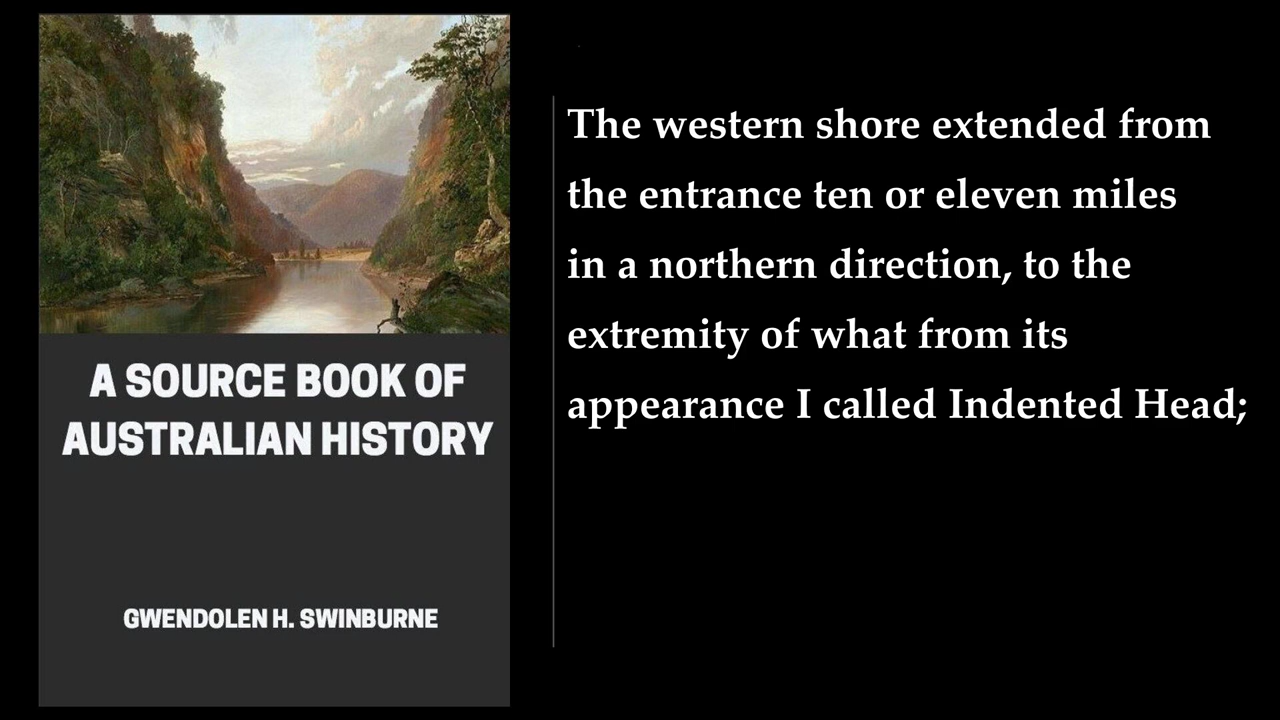 A SOURCE BOOK OF
AUSTRALIAN HISTORY
GWENDOLEN H. SWINBURNE
The western shore extended from
the entrance ten or eleven miles
in a northern direction, to the
extremity of what from its
appearance I called Indented Head;